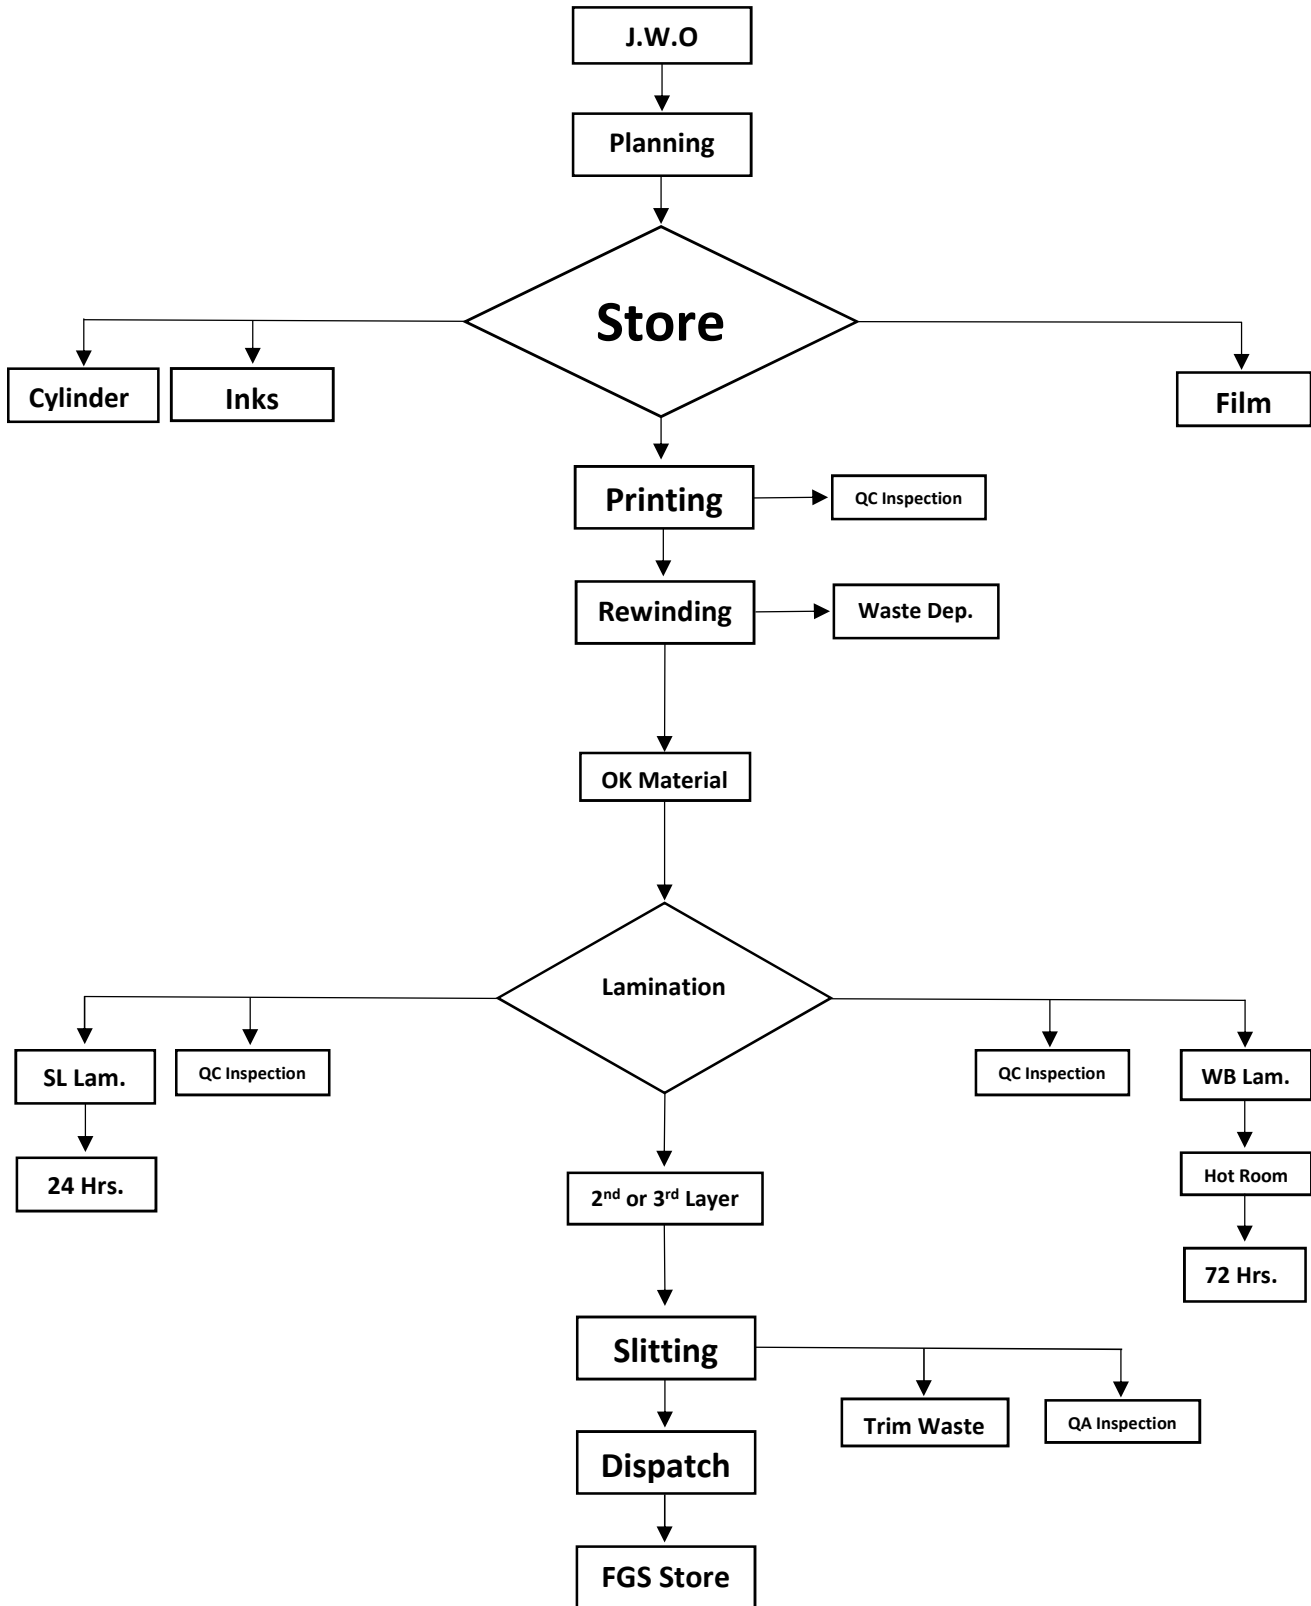 J.W.O
Planning
Store
Cylinder
Inks
Film
Printing
QC Inspection
Rewinding
Waste Dep.
OK Material
Lamination
SL Lam.
QC Inspection
QC Inspection
WB Lam.
24 Hrs.
2nd or 3rd Layer
Hot Room
72 Hrs.
Slitting
Trim Waste
QA Inspection
Dispatch
FGS Store